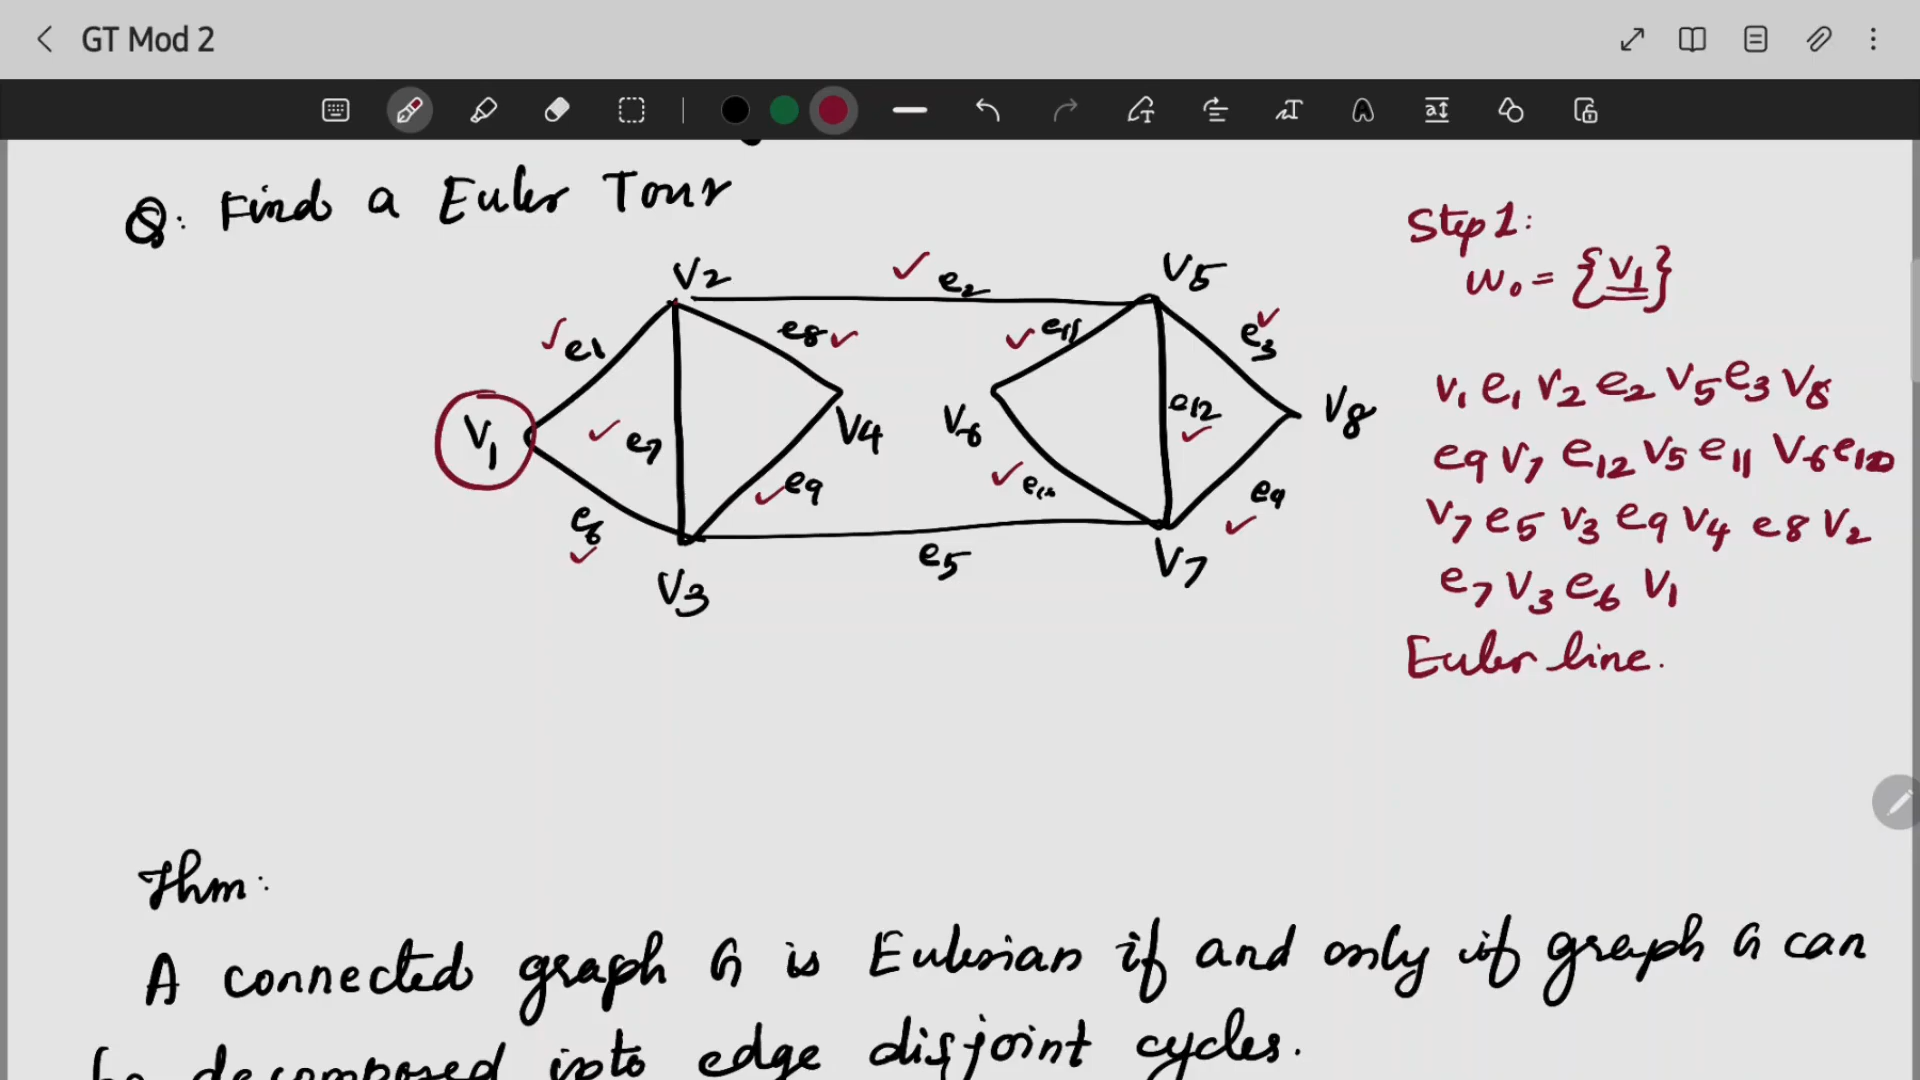 GT Mod 2
Q: Find a Euler Tour
Step 1:
w₀ = {v₁}
V2
e2
V5
e1
e8
e11
e3
V1
e7
V4
V6
e12
V8
e6
e9
e10
e9
V3
e5
V7
v₁ e₁ v₂ e₂ v₅ e₃ v₈
e9 v₇ e₁₂ v₅ e₁₁ v₆ e₁₀
v₇ e₅ v₃ e9 v₄ e8 v₂
e₇ v₃ e₆ v₁
Euler line.
Thm:
A connected graph G is Eulerian if and only if graph G can
be decomposed into edge disjoint cycles.